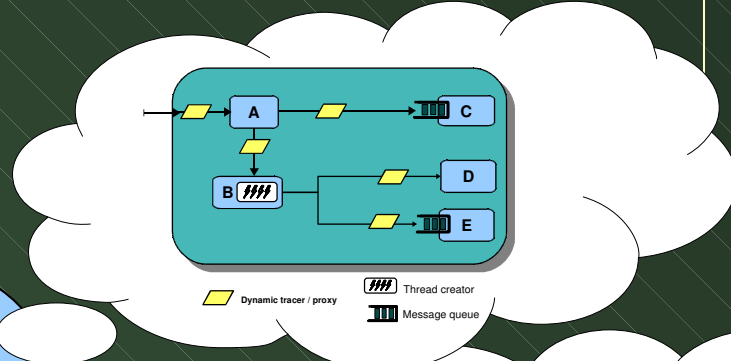 A
C
B
D
E
Dynamic tracer / proxy
Thread creator
Message queue